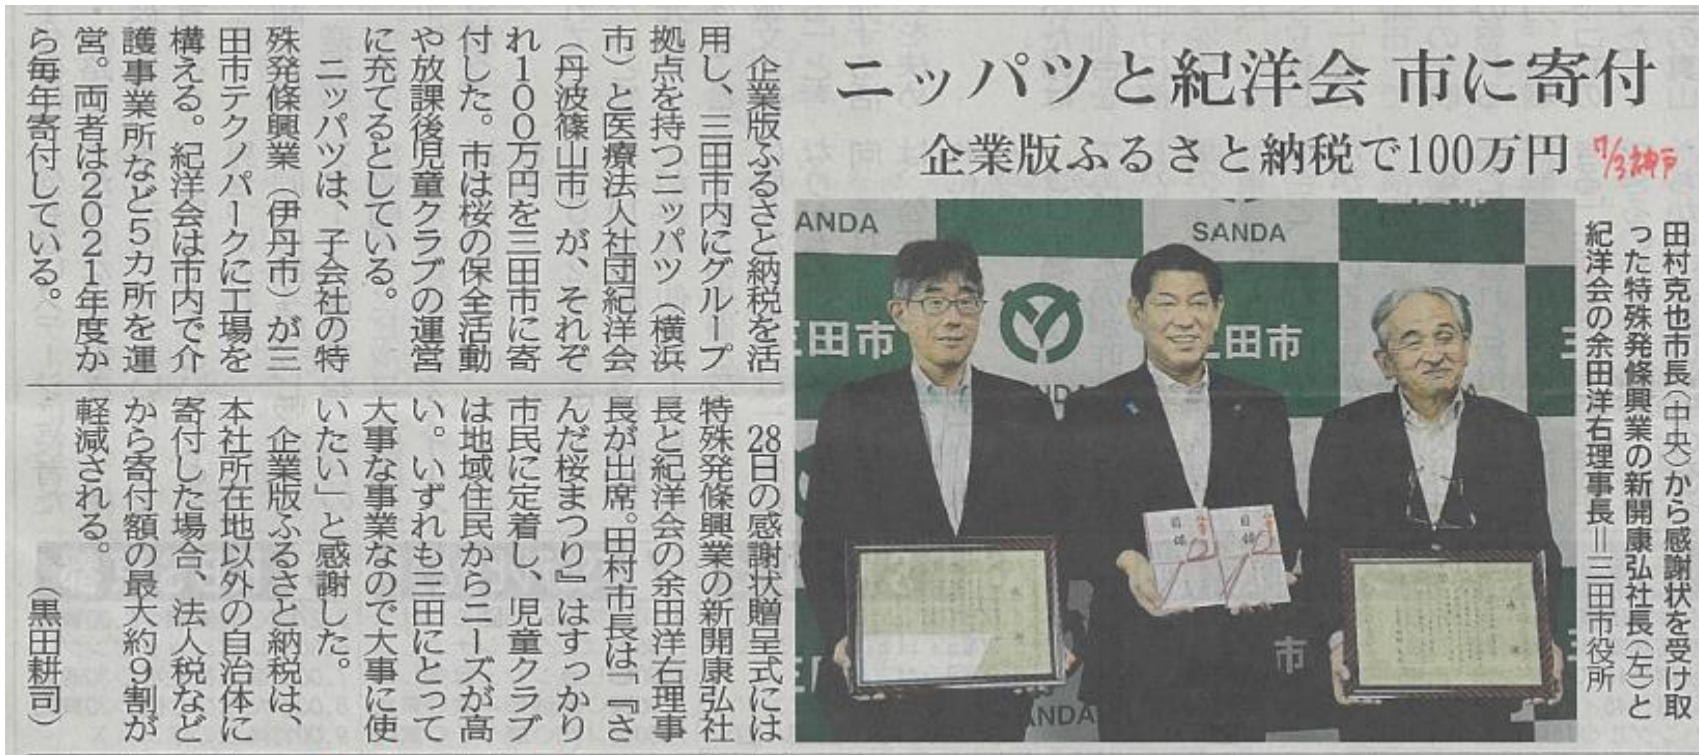 ニッパツと紀洋会 市に寄付
企業版ふるさと納税で100万円
7/3神戸
企業版ふるさと納税を活
用し、三田市内にグループ
拠点を持つニッパツ（横浜
市）と医療法人社団紀洋会
（丹波篠山市）が、それぞ
れ１００万円を三田市に寄
付した。市は桜の保全活動
や放課後児童クラブの運営
に充てるとしている。
ニッパツは、子会社の特
殊発條興業（伊丹市）が三
田市テクノパークに工場を
構える。紀洋会は市内で介
護事業所など５カ所を運
営。両者は２０２１年度か
ら毎年寄付している。
28日の感謝状贈呈式には
特殊発條興業の新開康弘社
長と紀洋会の余田洋右理事
長が出席。田村市長は「『さ
んだ桜まつり』はすっかり
市民に定着し、児童クラブ
は地域住民からニーズが高
い。いずれも三田にとって
大事な事業なので大事に使
いたい」と感謝した。
企業版ふるさと納税は、
本社所在地以外の自治体に
寄付した場合、法人税など
から寄付額の最大約９割が
軽減される。
（黒田耕司）
田村克也市長（中央）から感謝状を受け取
った特殊発條興業の新開康弘社長（左）と
紀洋会の余田洋右理事長＝三田市役所
SANDA
SANDA
三田市
三田市
三田市
目録
目録
市